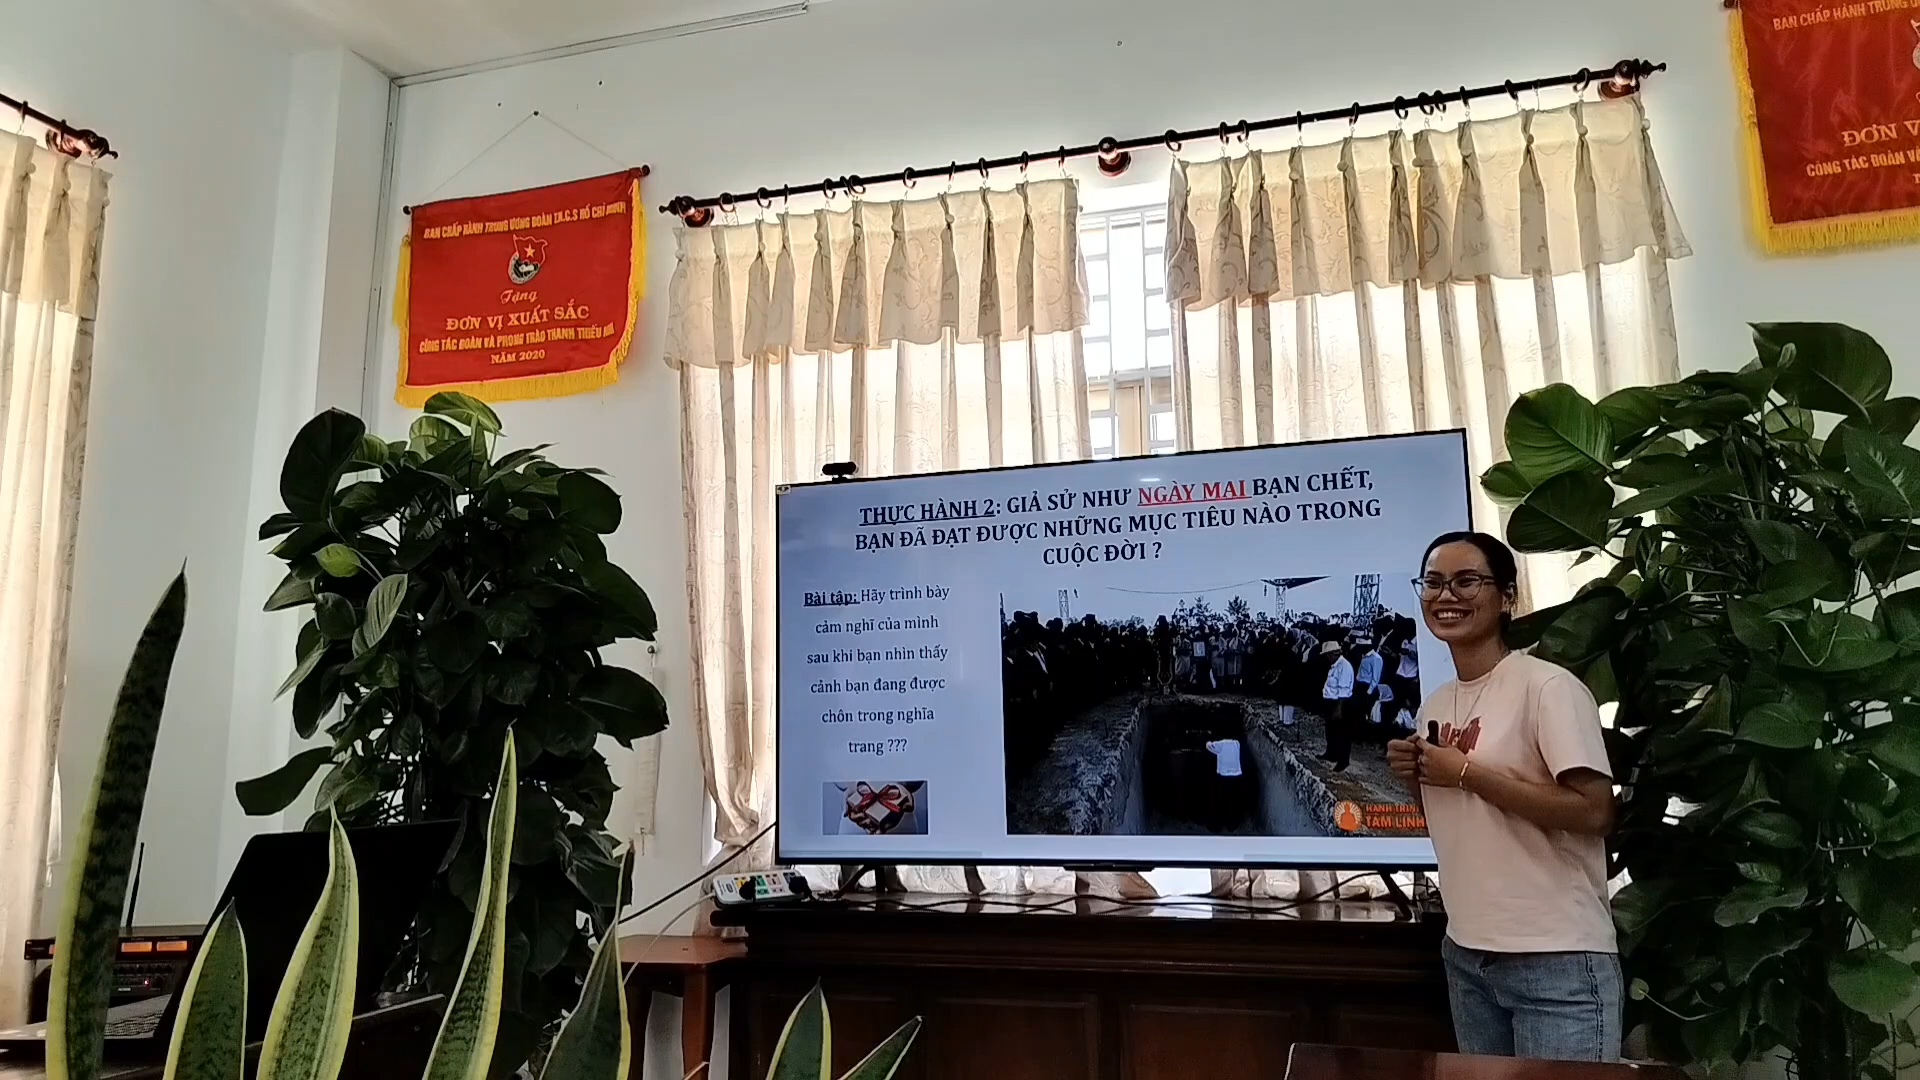 BAN CHẤP HÀNH TRUNG ƯƠNG ĐOÀN T.N.C.S HỒ CHÍ MINH
Tặng
ĐƠN VỊ XUẤT SẮC
CÔNG TÁC ĐOÀN VÀ PHONG TRÀO THANH THIẾU NHI
NĂM 2020
BAN CHẤP HÀNH TRUNG
ĐƠN V
CÔNG TÁC ĐOÀN VÀ
THỰC HÀNH 2: GIẢ SỬ NHƯ NGÀY MAI BẠN CHẾT,
BẠN ĐÃ ĐẠT ĐƯỢC NHỮNG MỤC TIÊU NÀO TRONG
CUỘC ĐỜI ?
Bài tập: Hãy trình bày
cảm nghĩ của mình
sau khi bạn nhìn thấy
cảnh bạn đang được
chôn trong nghĩa
trang ???
HÀNH TRÌN
TÂM LINH